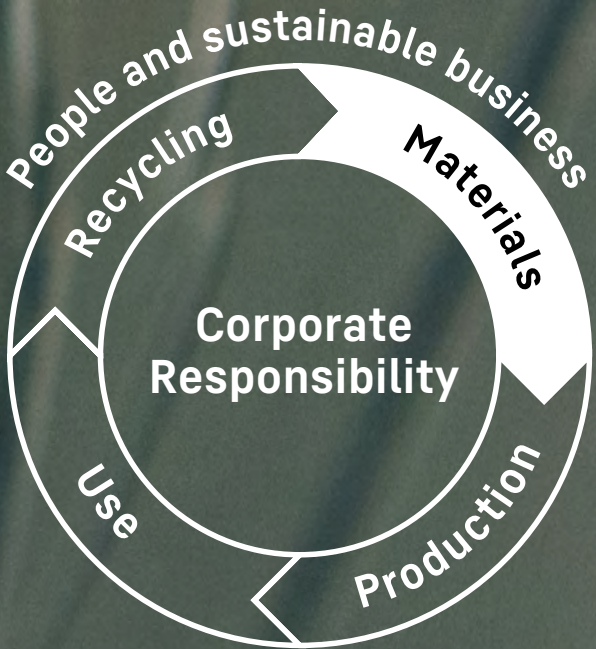 People and sustainable business
Recycling
Materials
Corporate
Responsibility
Use
Production